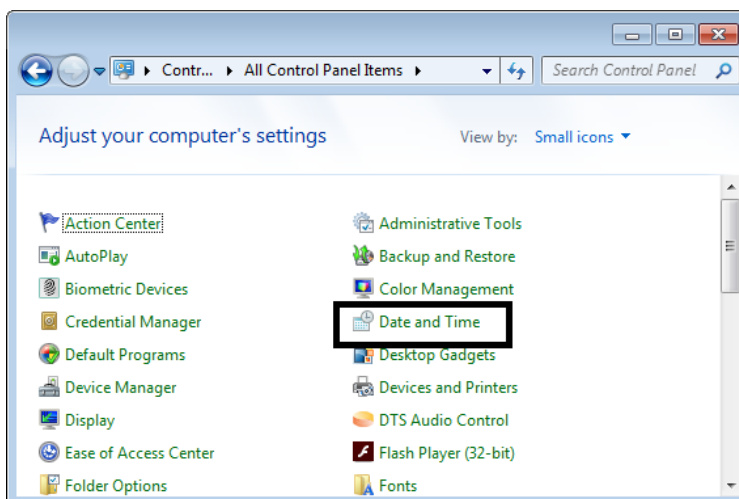 Contr... All Control Panel Items Search Control Panel
Adjust your computer's settings View by: Small icons
Action Center Administrative Tools
AutoPlay Backup and Restore
Biometric Devices Color Management
Credential Manager Date and Time
Default Programs Desktop Gadgets
Device Manager Devices and Printers
Display DTS Audio Control
Ease of Access Center Flash Player (32-bit)
Folder Options Fonts